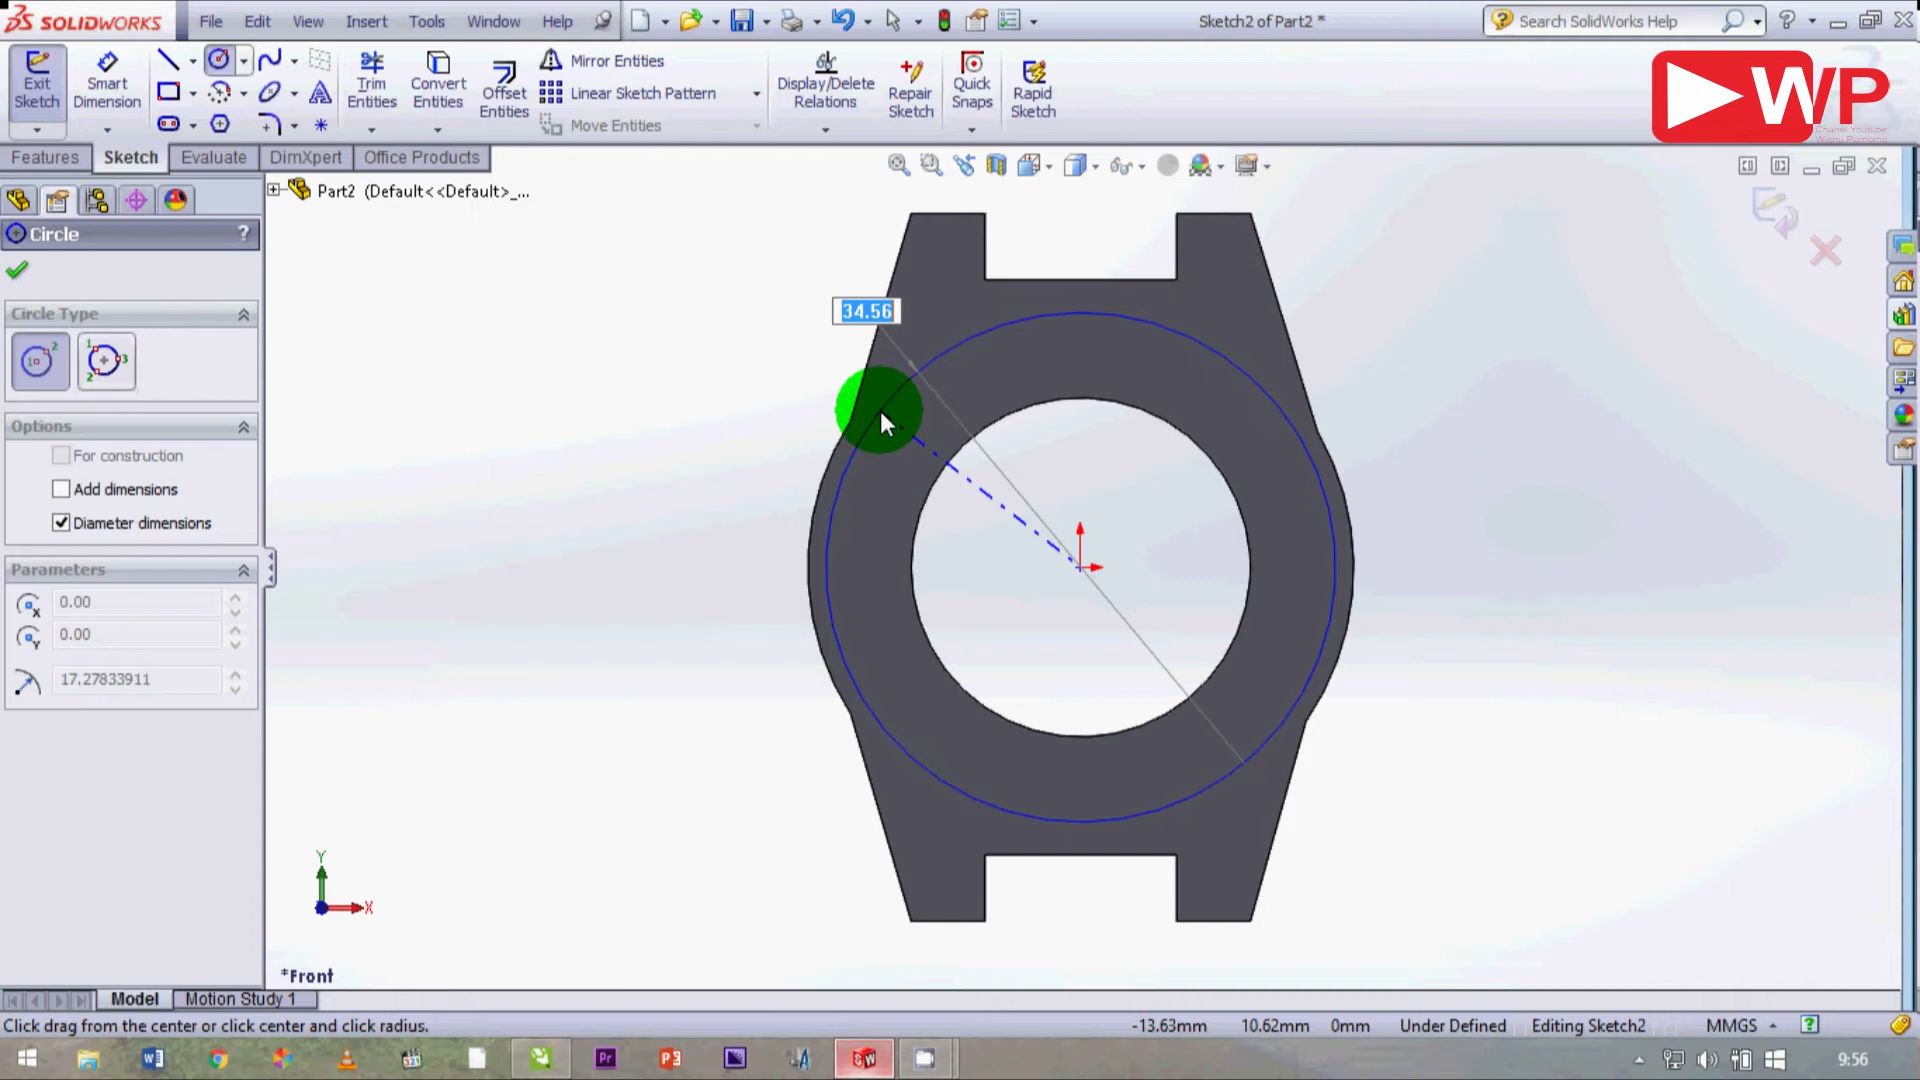 SOLIDWORKS File Edit View Insert Tools Window Help Sketch2 of Part2 * Search SolidWorks Help
Exit Sketch
Smart Dimension
Trim Entities
Convert Entities
Offset Entities
Mirror Entities
Linear Sketch Pattern
Move Entities
Display/Delete Relations
Repair Sketch
Quick Snaps
Rapid Sketch
WP
Chanel Youtube
Wisnu Purnomo
Features Sketch Evaluate DimXpert Office Products
Part2 (Default<<Default>_...
Circle ?
Circle Type
34.56
Options
For construction
Add dimensions
Diameter dimensions
Parameters
0.00
0.00
17.27833911
Y
X
*Front
Model Motion Study 1
Click drag from the center or click center and click radius. -13.63mm 10.62mm 0mm Under Defined Editing Sketch2 MMGS
9:56